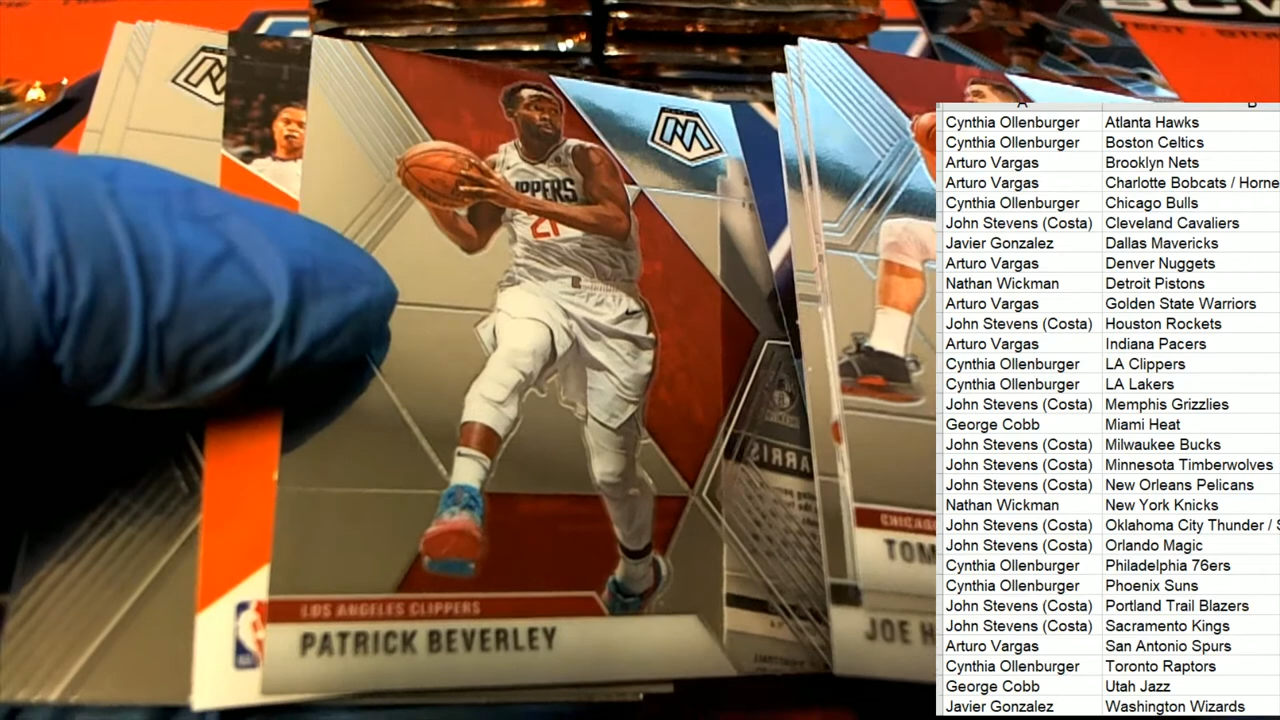 CLIPPERS
21
LOS ANGELES CLIPPERS
PATRICK BEVERLEY
TOM
JOE H
A B
Cynthia Ollenburger Atlanta Hawks
Cynthia Ollenburger Boston Celtics
Arturo Vargas Brooklyn Nets
Arturo Vargas Charlotte Bobcats / Horne
Cynthia Ollenburger Chicago Bulls
John Stevens (Costa) Cleveland Cavaliers
Javier Gonzalez Dallas Mavericks
Arturo Vargas Denver Nuggets
Nathan Wickman Detroit Pistons
Arturo Vargas Golden State Warriors
John Stevens (Costa) Houston Rockets
Arturo Vargas Indiana Pacers
Cynthia Ollenburger LA Clippers
Cynthia Ollenburger LA Lakers
John Stevens (Costa) Memphis Grizzlies
George Cobb Miami Heat
John Stevens (Costa) Milwaukee Bucks
John Stevens (Costa) Minnesota Timberwolves
John Stevens (Costa) New Orleans Pelicans
Nathan Wickman New York Knicks
John Stevens (Costa) Oklahoma City Thunder / S
John Stevens (Costa) Orlando Magic
Cynthia Ollenburger Philadelphia 76ers
Cynthia Ollenburger Phoenix Suns
John Stevens (Costa) Portland Trail Blazers
John Stevens (Costa) Sacramento Kings
Arturo Vargas San Antonio Spurs
Cynthia Ollenburger Toronto Raptors
George Cobb Utah Jazz
Javier Gonzalez Washington Wizards